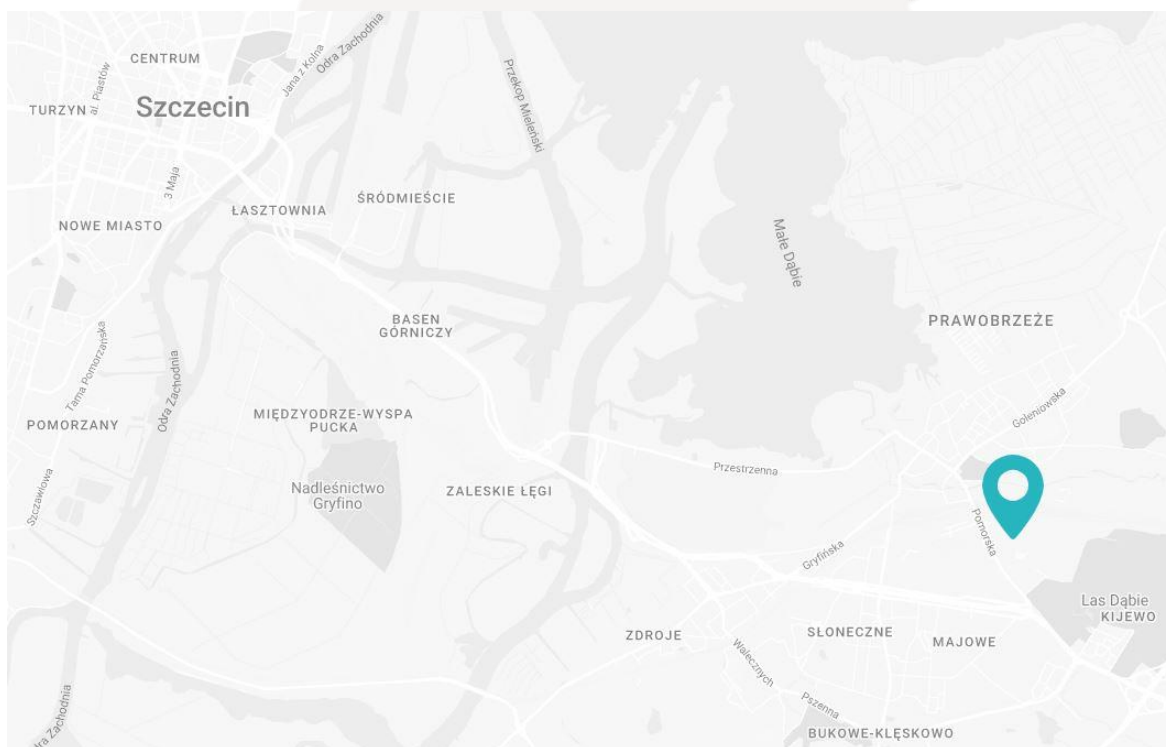 CENTRUM
Jana z Kolna
Odra Zachodnia
Przekop Mieleński
al. Piastów
TURZYN
Szczecin
3 Maja
ŚRÓDMIEŚCIE
ŁASZTOWNIA
NOWE MIASTO
Małe Dąbie
BASEN
GÓRNICZY
PRAWOBRZEŻE
Tama Pomorzańska
Odra Zachodnia
MIĘDZYODRZE-WYSPA
PUCKA
POMORZANY
Goleniowska
Przestrzenna
Szczawiowa
Nadleśnictwo
Gryfino
ZALESKIE ŁĘGI
Pomorska
Gryfińska
Las Dąbie
KIJEWO
ZDROJE
SŁONECZNE
MAJOWE
Walecznych
Pszenna
BUKOWE-KLĘSKOWO
ra Zachodnia